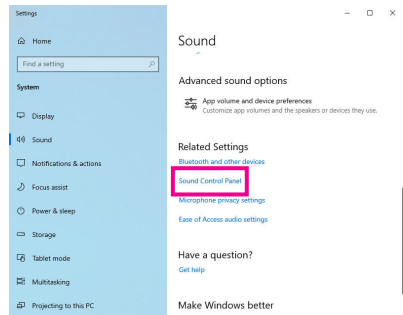 Settings
Home
Find a setting
System
Display
Sound
Notifications & actions
Focus assist
Power & sleep
Storage
Tablet mode
Multitasking
Projecting to this PC
Sound
Advanced sound options
App volume and device preferences
Customize app volumes and the speakers or devices they use.
Related Settings
Bluetooth and other devices
Sound Control Panel
Microphone privacy settings
Ease of Access audio settings
Have a question?
Get help
Make Windows better